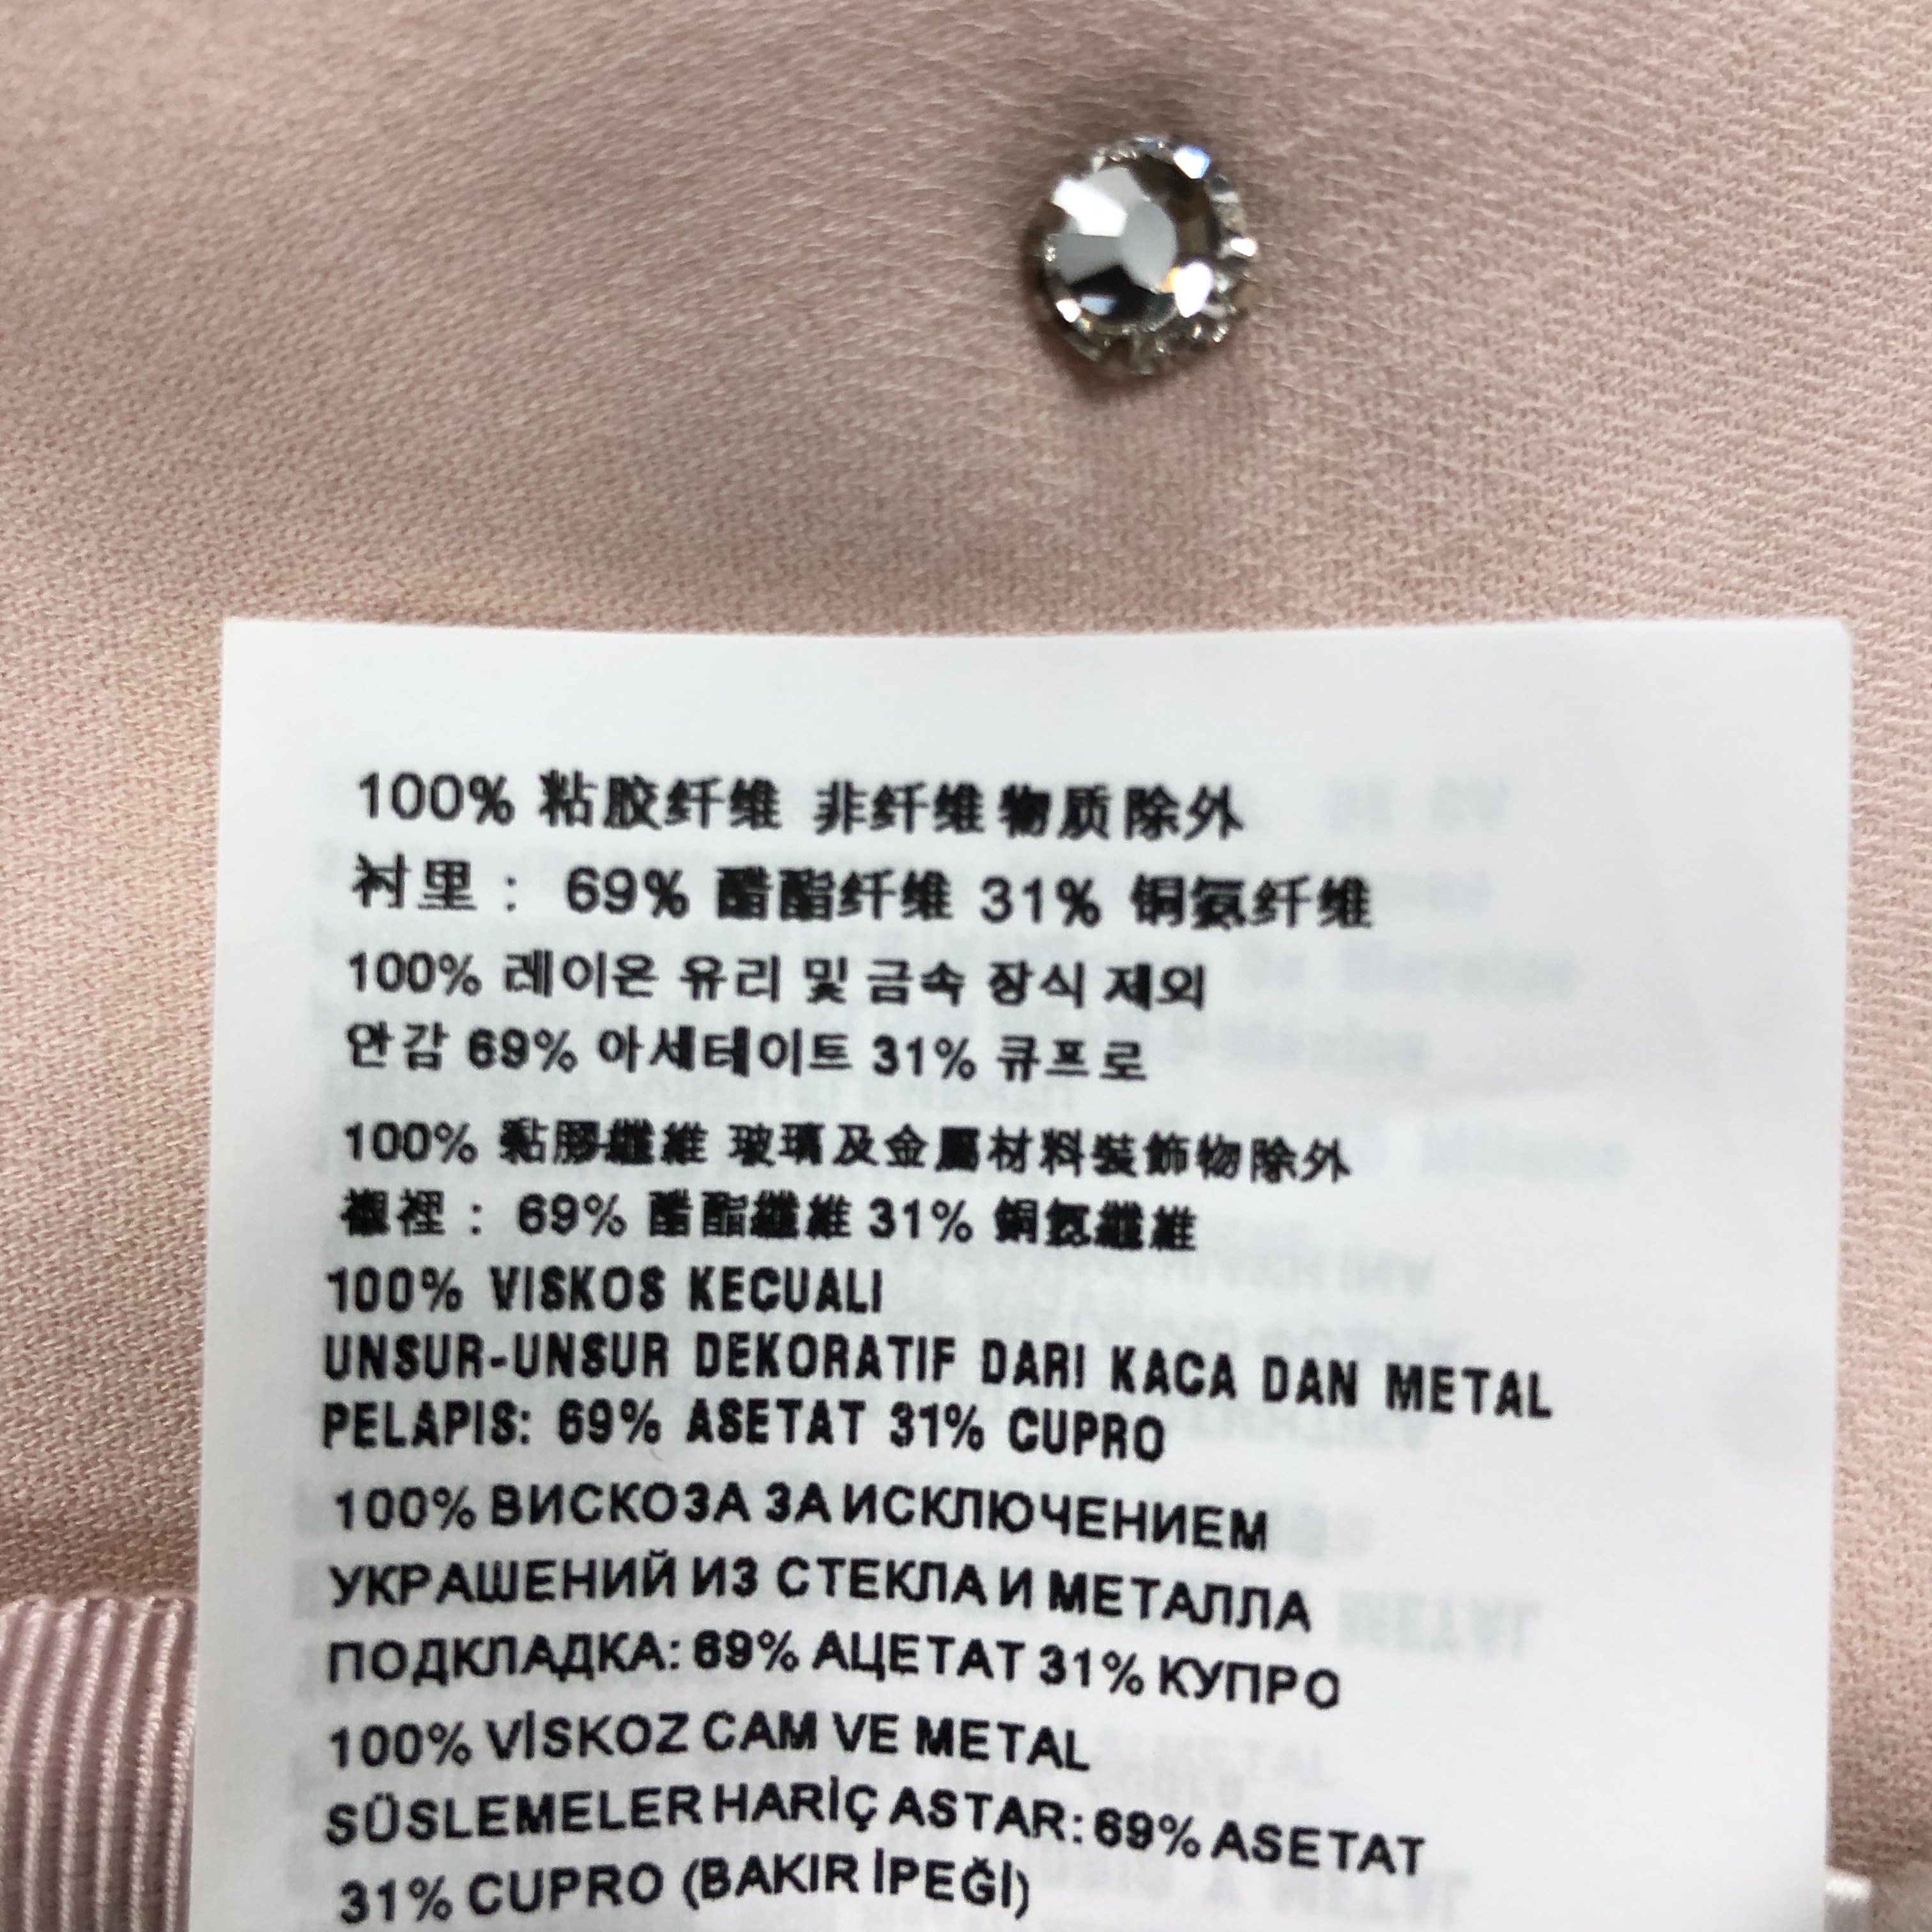 100% 粘胶纤维 非纤维物质除外
衬里： 69% 醋酯纤维 31% 铜氨纤维
100% 레이온 유리 및 금속 장식 제외
안감 69% 아세테이트 31% 큐프로
100% 黏膠纖維 玻璃及金屬材料裝飾物除外
襯裡： 69% 醋酯纖維 31% 銅氨纖維
100% VISKOS KECUALI
UNSUR-UNSUR DEKORATIF DARI KACA DAN METAL
PELAPIS: 69% ASETAT 31% CUPRO
100% ВИСКОЗА ЗА ИСКЛЮЧЕНИЕМ
УКРАШЕНИЙ ИЗ СТЕКЛА И МЕТАЛЛА
ПОДКЛАДКА: 69% АЦЕТАТ 31% КУПРО
100% VİSKOZ CAM VE METAL
SÜSLEMELER HARİÇ ASTAR: 69% ASETAT
31% CUPRO (BAKIR İPEĞİ)